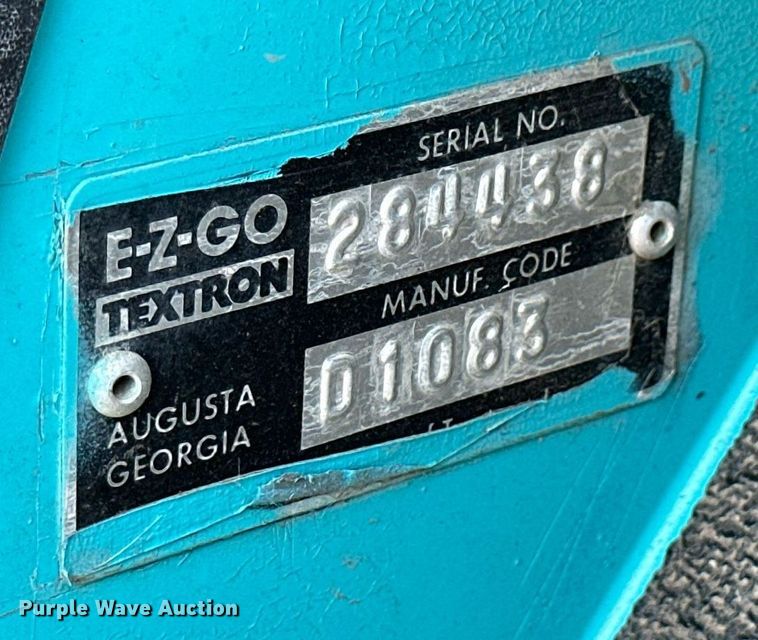 E-Z-GO
TEXTRON
AUGUSTA
GEORGIA
SERIAL NO.
284438
MANUF. CODE
D1083
Purple Wave Auction